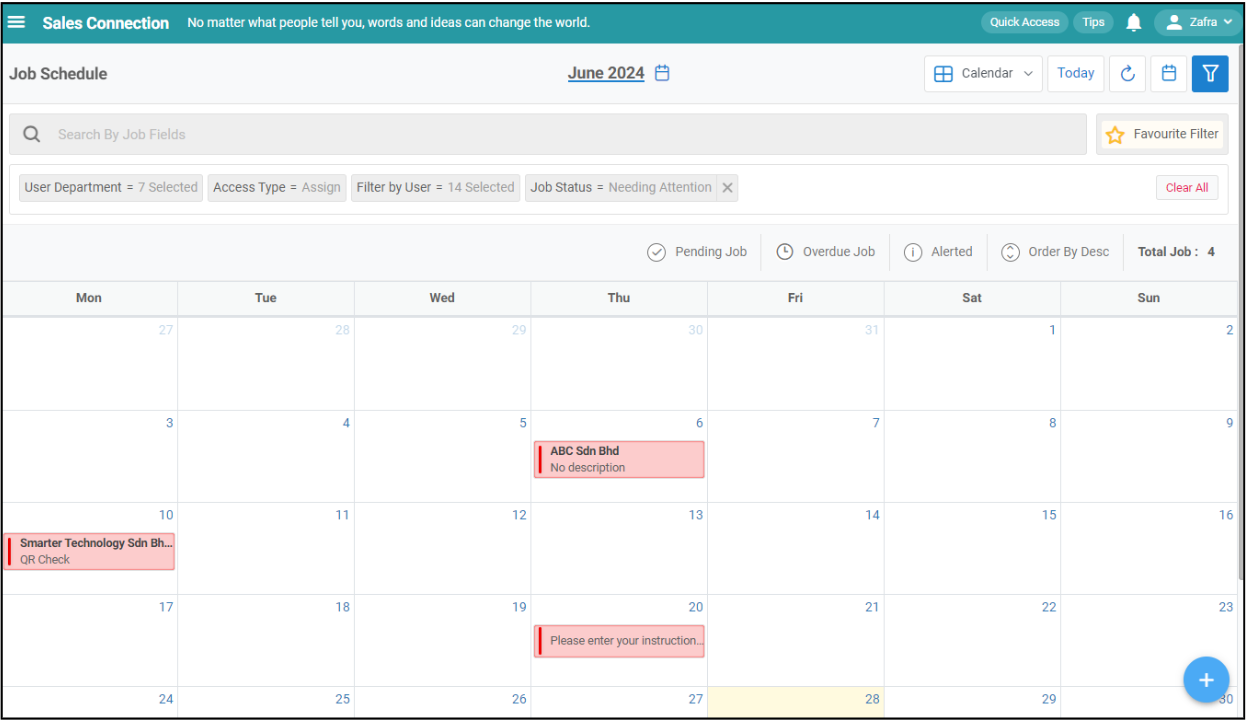 Sales Connection No matter what people tell you, words and ideas can change the world. Quick Access Tips Zafra
Job Schedule June 2024 Calendar Today
Search By Job Fields Favourite Filter
User Department = 7 Selected Access Type = Assign Filter by User = 14 Selected Job Status = Needing Attention Clear All
Pending Job Overdue Job Alerted Order By Desc Total Job : 4
Mon Tue Wed Thu Fri Sat Sun
27 28 29 30 31 1 2
3 4 5 6 7 8 9
ABC Sdn Bhd
No description
10 11 12 13 14 15 16
Smarter Technology Sdn Bh...
QR Check
17 18 19 20 21 22 23
Please enter your instruction...
24 25 26 27 28 29 30